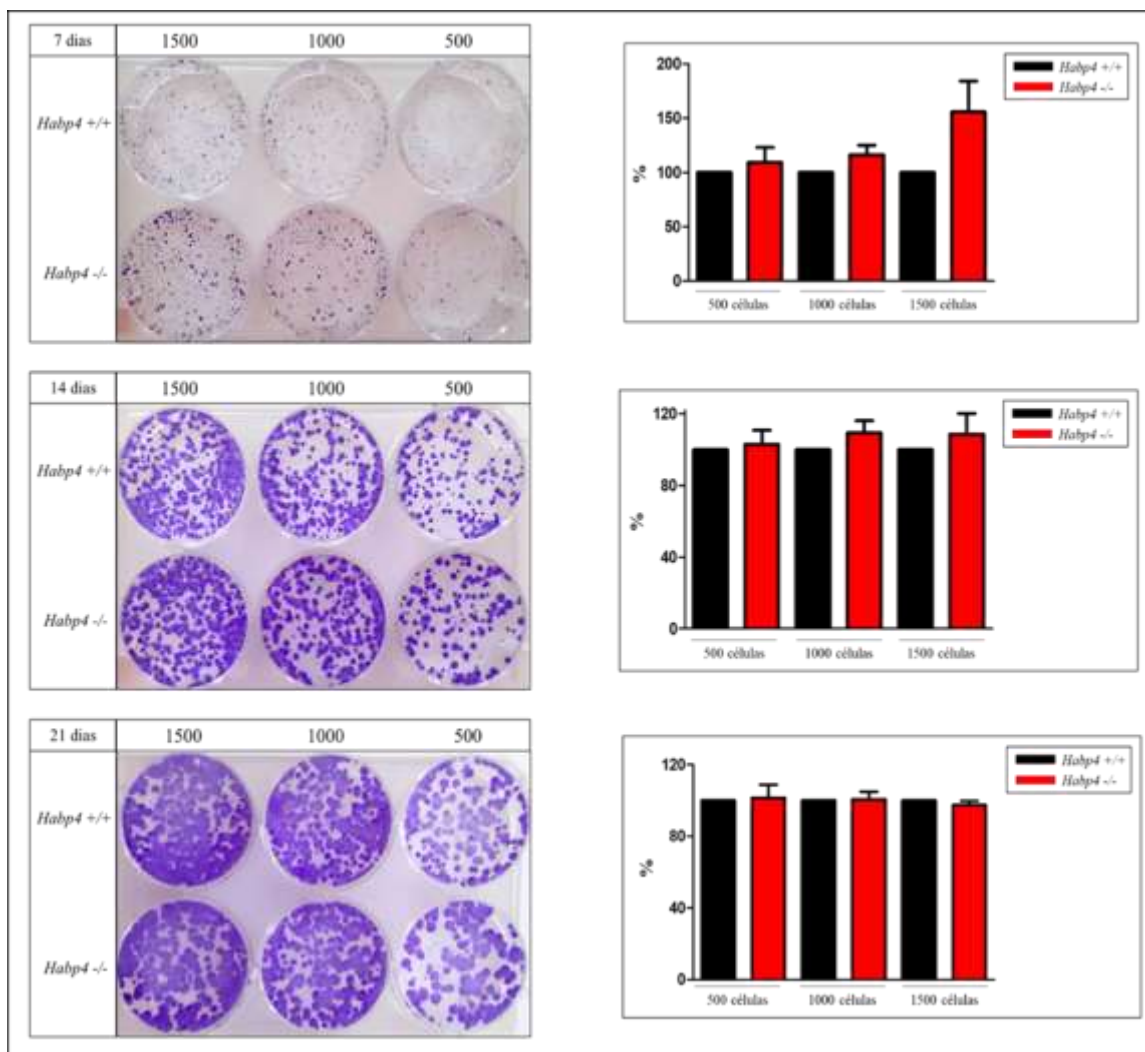 7 dias 1500 1000 500
Habp4 +/+
Habp4 -/-
200
150
100
50
0
%
Habp4 +/+
Habp4 -/-
500 células 1000 células 1500 células
14 dias 1500 1000 500
Habp4 +/+
Habp4 -/-
120
80
40
0
%
Habp4 +/+
Habp4 -/-
500 células 1000 células 1500 células
21 dias 1500 1000 500
Habp4 +/+
Habp4 -/-
120
80
40
0
%
Habp4 +/+
Habp4 -/-
500 células 1000 células 1500 células